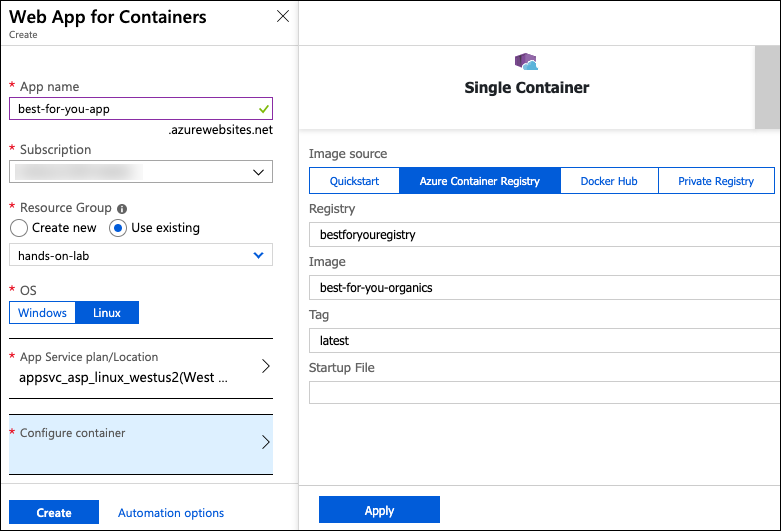 Web App for Containers
Create
* App name
best-for-you-app
.azurewebsites.net
* Subscription
* Resource Group
Create new
Use existing
hands-on-lab
* OS
Windows
Linux
* App Service plan/Location
appsvc_asp_linux_westus2(West ...
* Configure container
Create
Automation options
Single Container
Image source
Quickstart
Azure Container Registry
Docker Hub
Private Registry
Registry
bestforyouregistry
Image
best-for-you-organics
Tag
latest
Startup File
Apply